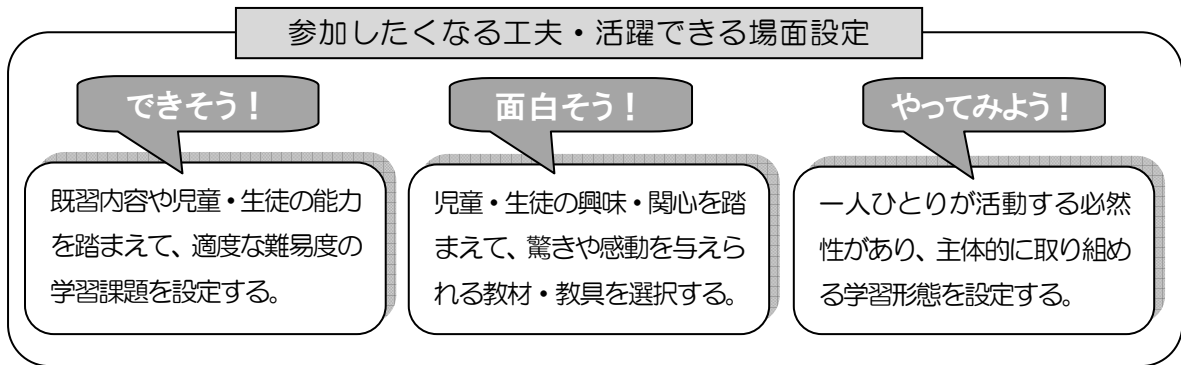 参加したくなる工夫・活躍できる場面設定
できそう！
既習内容や児童・生徒の能力
を踏まえて、適度な難易度の
学習課題を設定する。
面白そう！
児童・生徒の興味・関心を踏
まえて、驚きや感動を与えら
れる教材・教具を選択する。
やってみよう！
一人ひとりが活動する必然
性があり、主体的に取り組め
る学習形態を設定する。